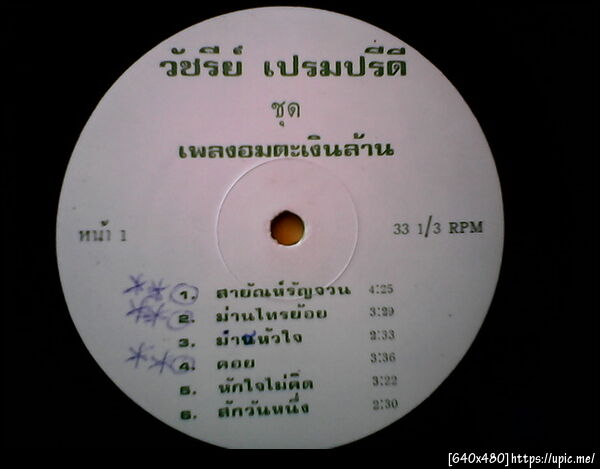 วัชรีย์ เปรมปรีดี
ชุด
เพลงอมตะเงินล้าน
หน้า 1
33 1/3 RPM
**1. สายัณห์รัญจวน 4:25
**2. ม่านไทรย้อย 3:29
3. ม่านหัวใจ 2:33
**4. คอย 3:36
5. หักใจไม่คิด 3:22
6. สักวันหนึ่ง 2:30
[640x480]https://upic.me/